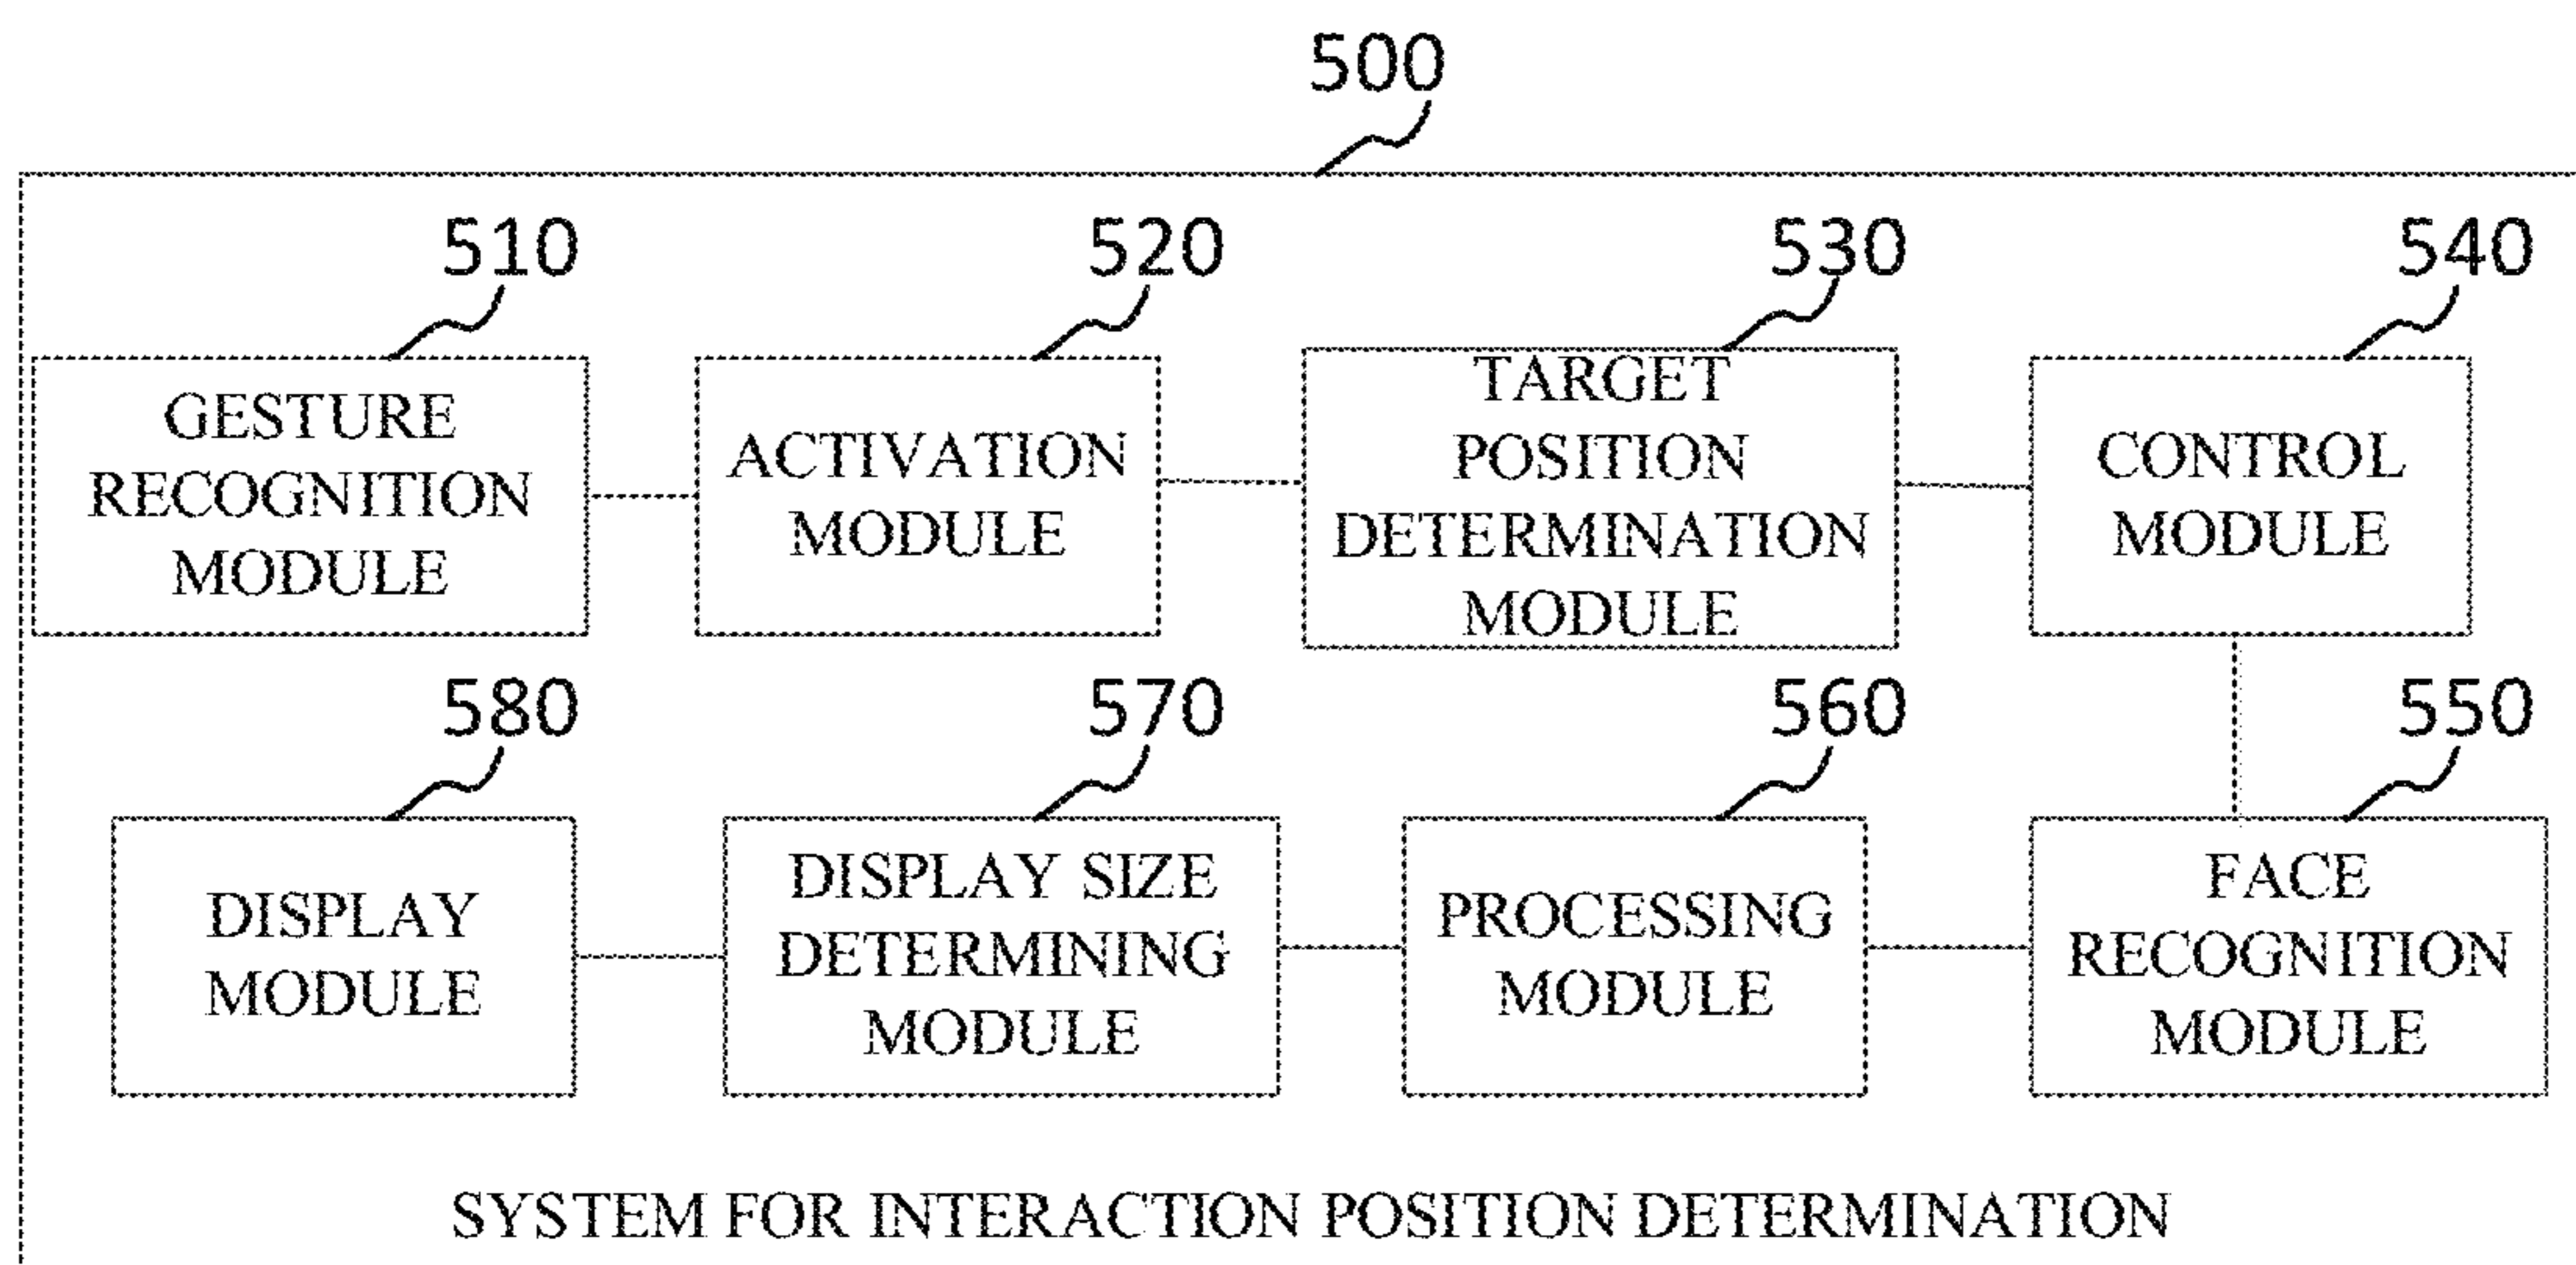 500
510
520
530
540
GESTURE
RECOGNITION
MODULE
ACTIVATION
MODULE
TARGET
POSITION
DETERMINATION
MODULE
CONTROL
MODULE
580
570
560
550
DISPLAY
MODULE
DISPLAY SIZE
DETERMINING
MODULE
PROCESSING
MODULE
FACE
RECOGNITION
MODULE
SYSTEM FOR INTERACTION POSITION DETERMINATION